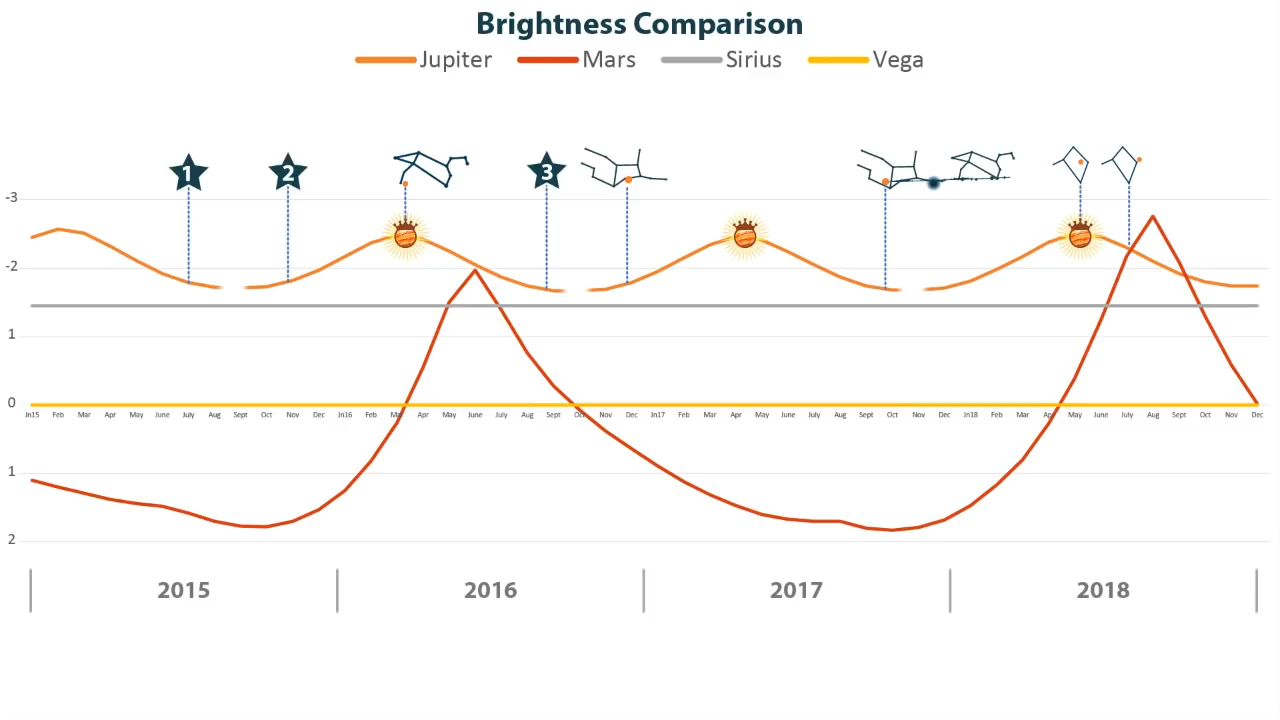 Brightness Comparison
Jupiter Mars Sirius Vega
1 2 3
-3
-2
1
0
Jn15 Feb Mar Apr May June July Aug Sept Oct Nov Dec Jn16 Feb Mar Apr May June July Aug Sept Oct Nov Dec Jn17 Feb Mar Apr May June July Aug Sept Oct Nov Dec Jn18 Feb Mar Apr May June July Aug Sept Oct Nov Dec
1
2
2015 2016 2017 2018